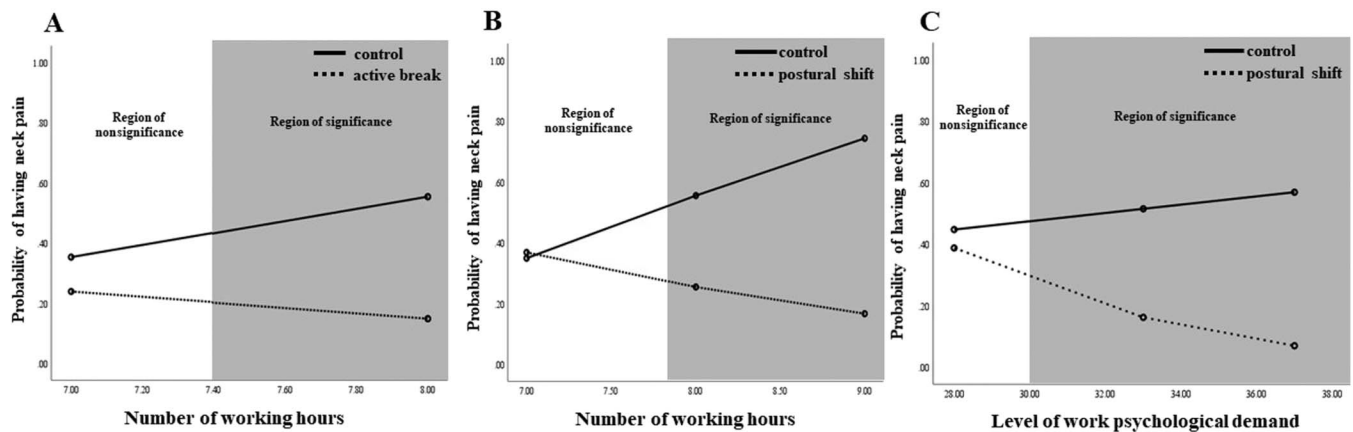 A
control
active break
Region of
nonsignificance
Region of significance
Probability of having neck pain
1.00
.80
.60
.40
.20
.00
7.00 7.20 7.40 7.60 7.80 8.00
Number of working hours
B
control
postural shift
Region of
nonsignificance
Region of significance
Probability of having neck pain
1.00
.80
.60
.40
.20
.00
7.00 7.50 8.00 8.50 9.00
Number of working hours
C
control
postural shift
Region of
nonsignificance
Region of significance
Probability of having neck pain
1.00
.80
.60
.40
.20
.00
28.00 30.00 32.00 34.00 36.00 38.00
Level of work psychological demand